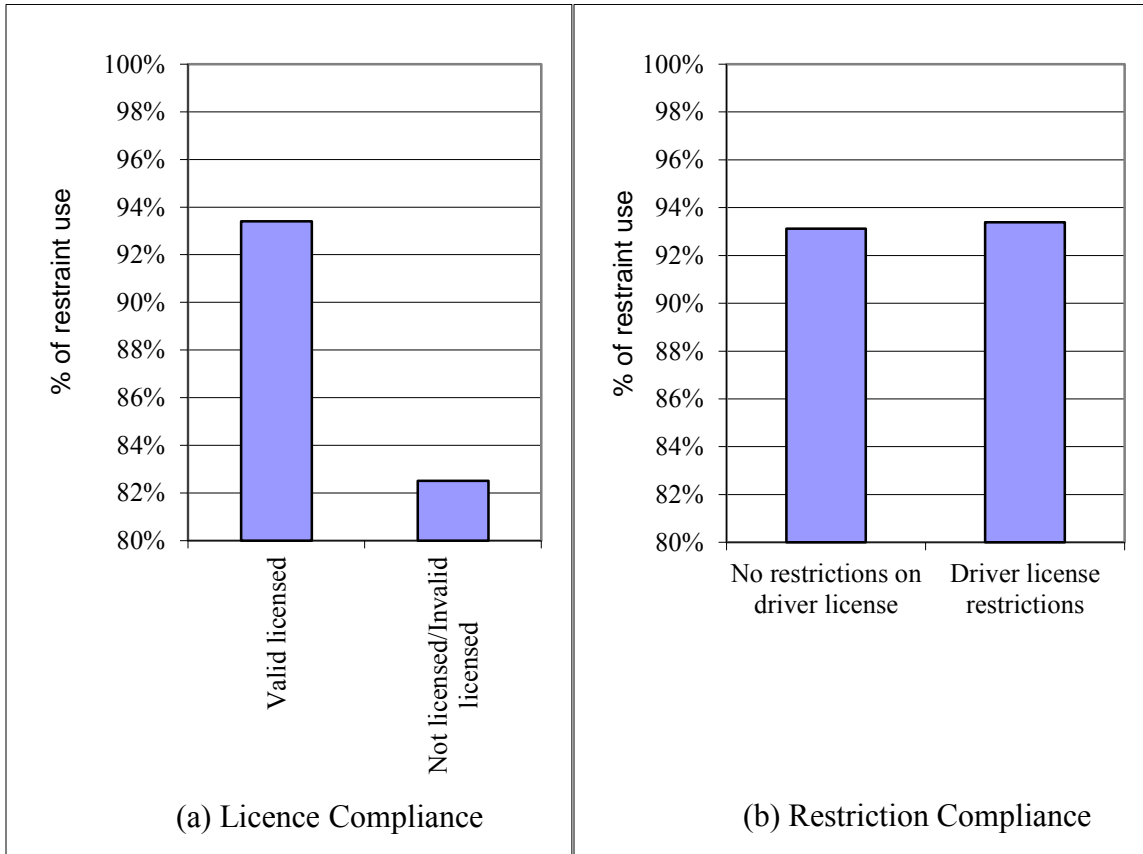 100%
98%
96%
94%
92%
90%
88%
86%
84%
82%
80%
% of restraint use
Valid licensed
Not licensed/Invalid
licensed
(a) Licence Compliance
100%
98%
96%
94%
92%
90%
88%
86%
84%
82%
80%
% of restraint use
No restrictions on
driver license
Driver license
restrictions
(b) Restriction Compliance